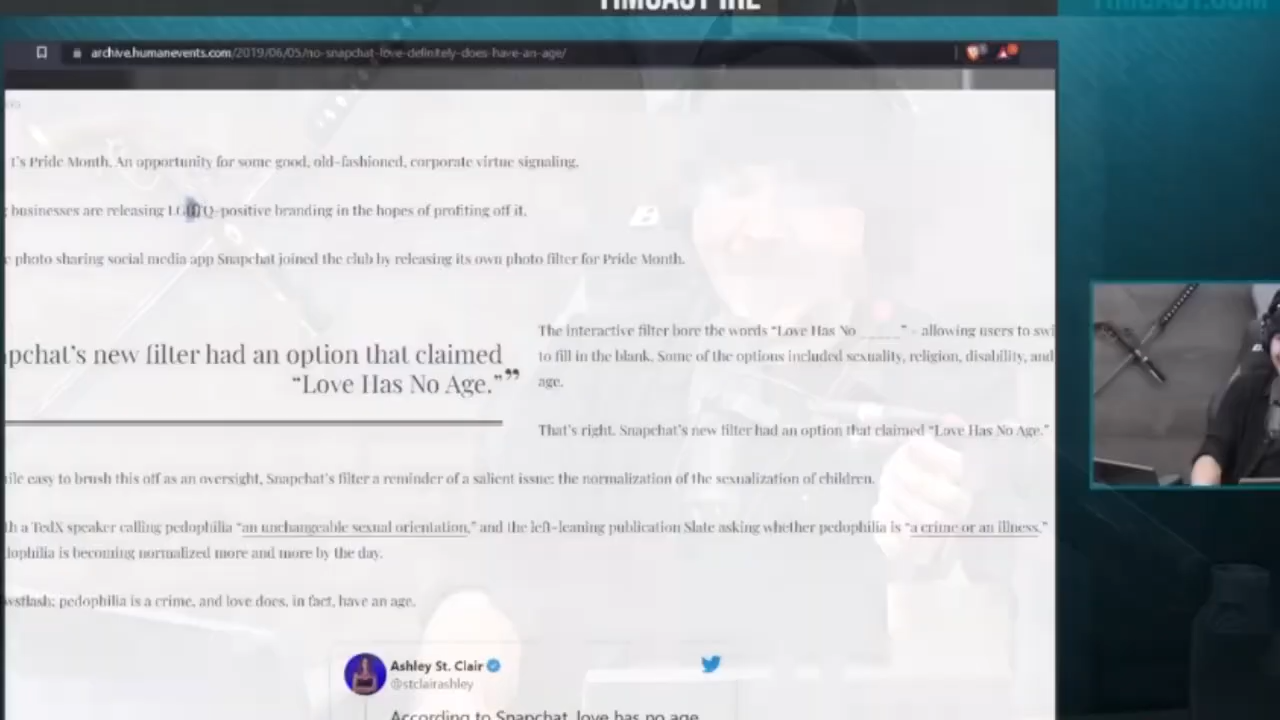 TIMCAST IRL
TIMCAST.COM
archive.humanevents.com/2019/06/05/no-snapchat-love-definitely-does-have-an-age/
T's Pride Month. An opportunity for some good, old-fashioned, corporate virtue signaling.
businesses are releasing LGBTQ-positive branding in the hopes of profiting off it.
photo sharing social media app Snapchat joined the club by releasing its own photo filter for Pride Month.
pchat's new filter had an option that claimed
“Love Has No Age.””
The interactive filter bore the words “Love Has No _____” – allowing users to swi
to fill in the blank. Some of the options included sexuality, religion, disability, and
age.
That's right. Snapchat's new filter had an option that claimed “Love Has No Age.”
ile easy to brush this off as an oversight, Snapchat's filter a reminder of a salient issue: the normalization of the sexualization of children.
th a TedX speaker calling pedophilia “an unchangeable sexual orientation,” and the left-leaning publication Slate asking whether pedophilia is “a crime or an illness.”
dophilia is becoming normalized more and more by the day.
wsflash: pedophilia is a crime, and love does, in fact, have an age.
Ashley St. Clair
@stclairashley
According to Snapchat, love has no age